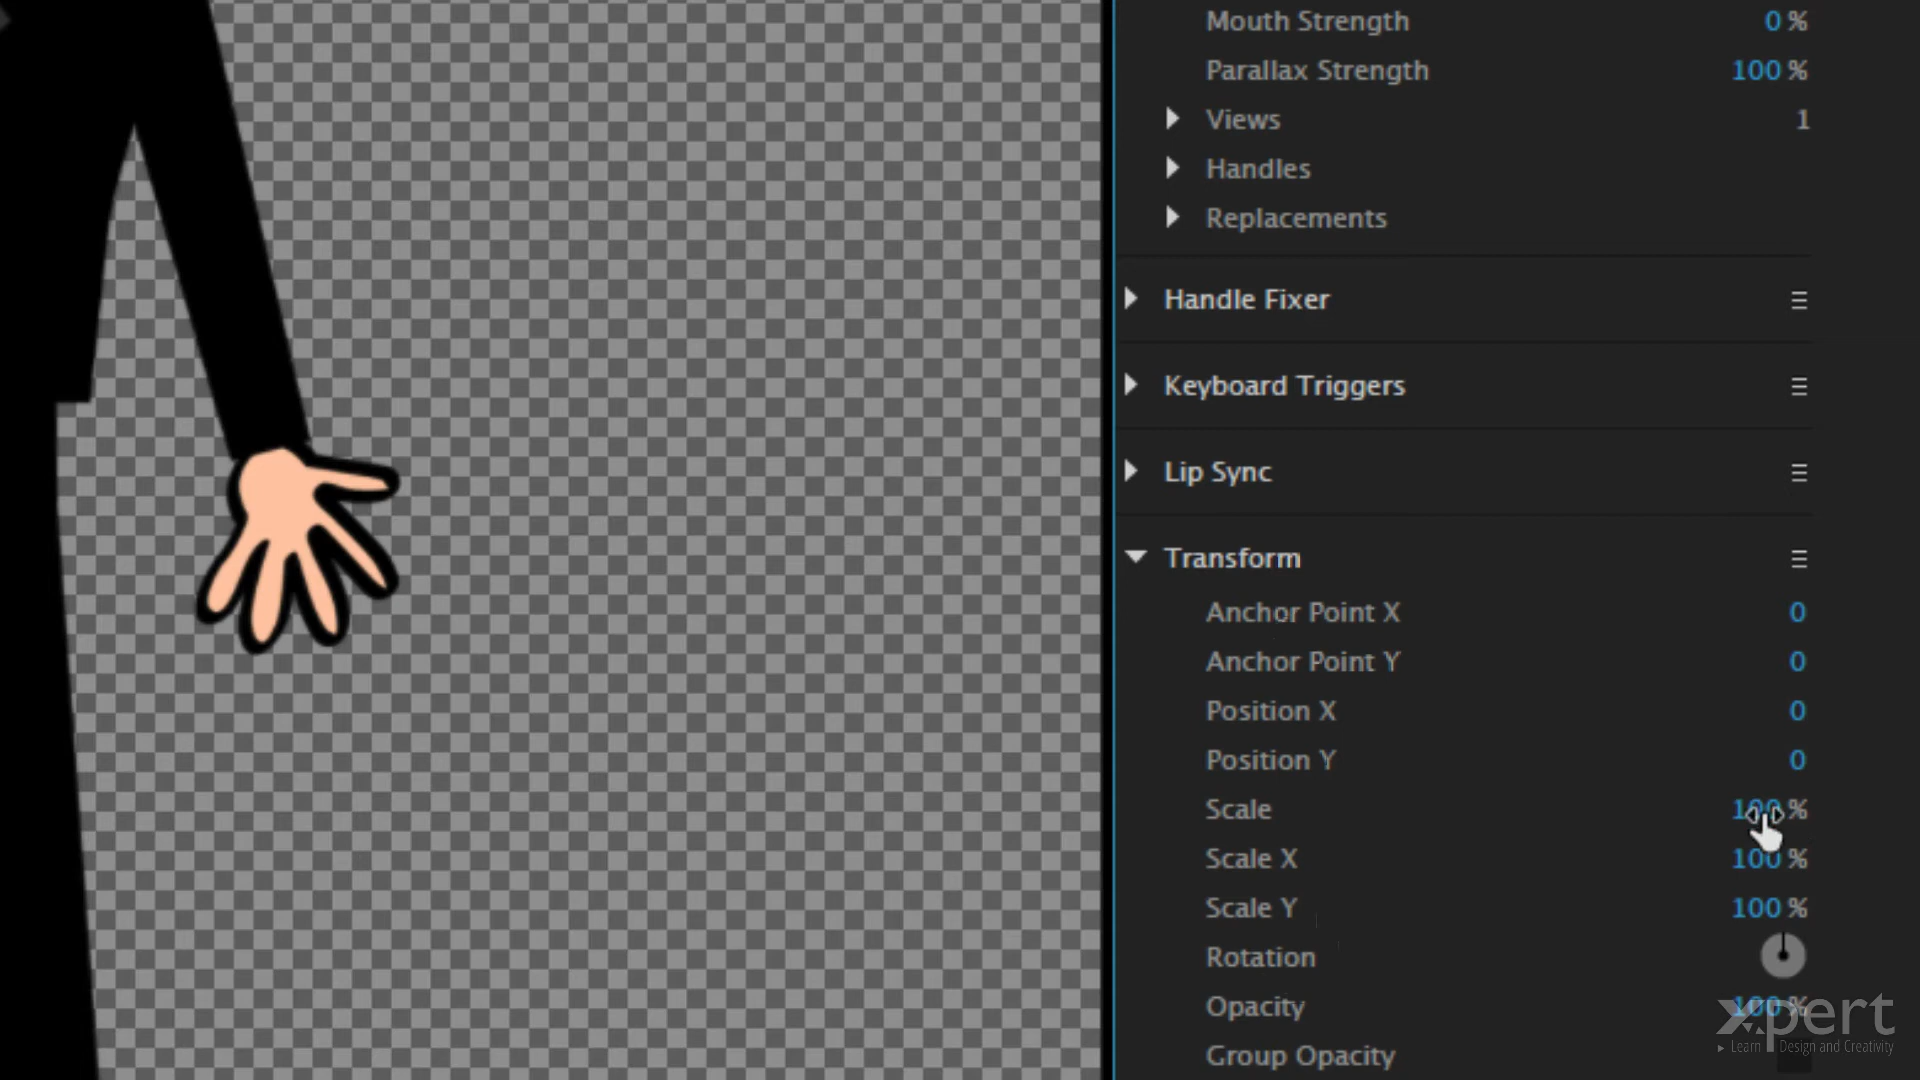 Mouth Strength 0 %
Parallax Strength 100 %
Views 1
Handles
Replacements
Handle Fixer
Keyboard Triggers
Lip Sync
Transform
Anchor Point X 0
Anchor Point Y 0
Position X 0
Position Y 0
Scale 100 %
Scale X 100 %
Scale Y 100 %
Rotation
Opacity 100 %
Group Opacity
xpert
Learn Design and Creativity